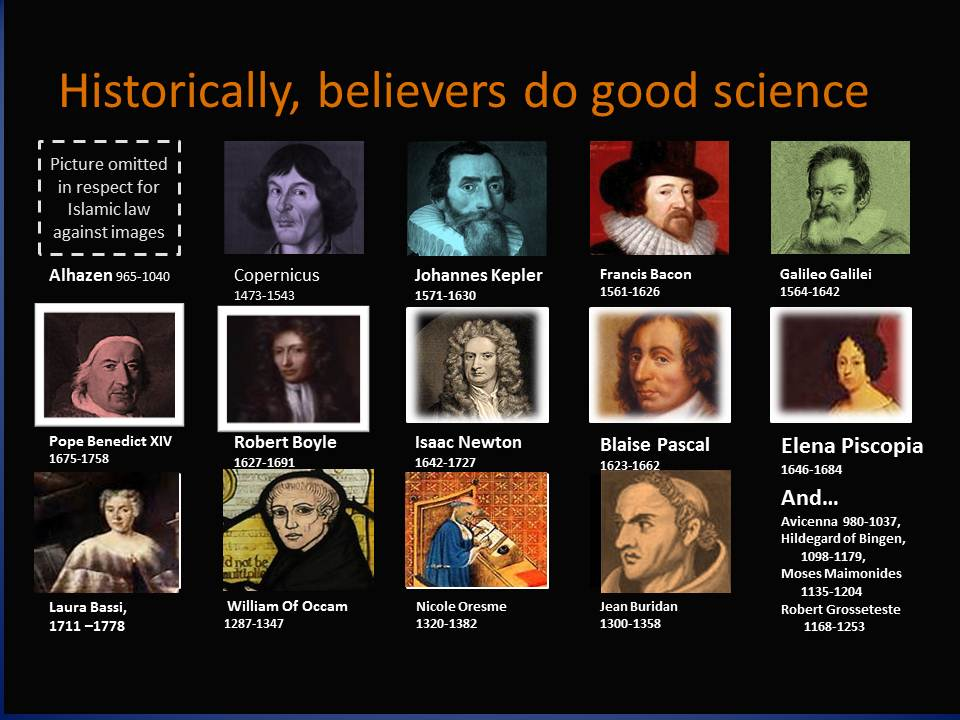 Historically, believers do good science
Picture omitted
in respect for
Islamic law
against images
Alhazen 965-1040
Copernicus
1473-1543
Johannes Kepler
1571-1630
Francis Bacon
1561-1626
Galileo Galilei
1564-1642
Pope Benedict XIV
1675-1758
Robert Boyle
1627-1691
Isaac Newton
1642-1727
Blaise Pascal
1623-1662
Elena Piscopia
1646-1684
Laura Bassi,
1711 –1778
not be
William Of Occam
1287-1347
Nicole Oresme
1320-1382
Jean Buridan
1300-1358
And…
Avicenna 980-1037,
Hildegard of Bingen,
1098-1179,
Moses Maimonides
1135-1204
Robert Grosseteste
1168-1253